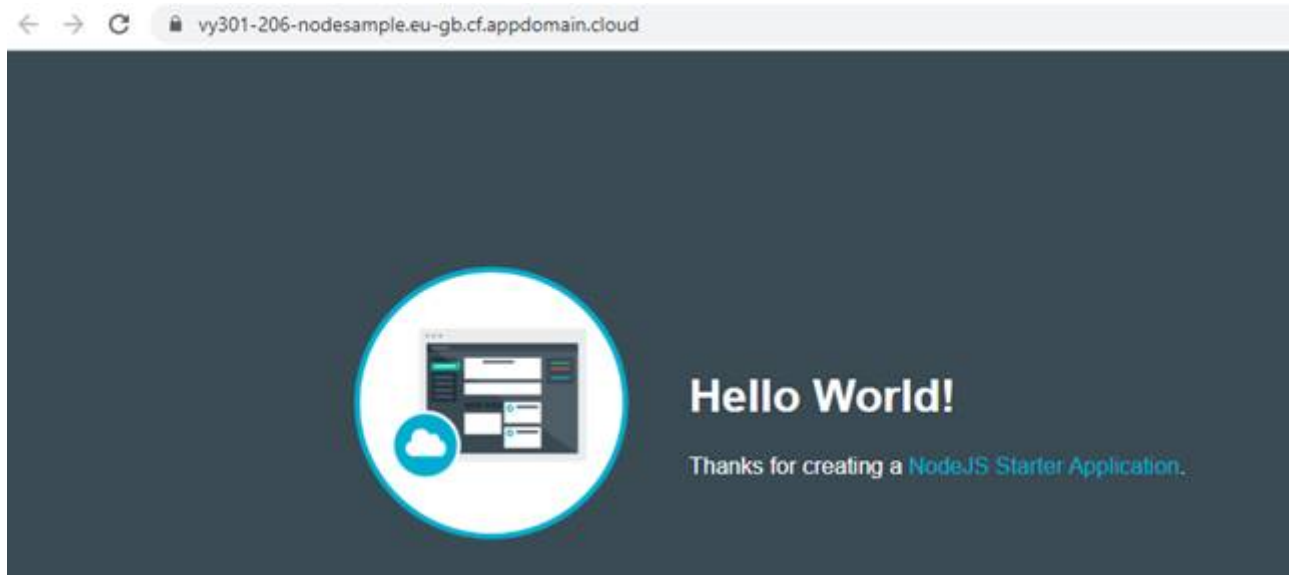 vy301-206-nodesample.eu-gb.cf.appdomain.cloud
Hello World!
Thanks for creating a NodeJS Starter Application.